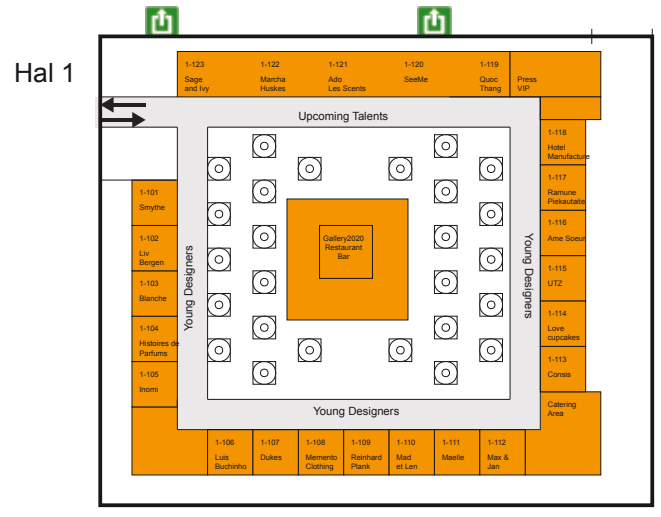 Hal 1
1-123
Sage
and Ivy
1-122
Marcha
Huskes
1-121
Ado
Les Scents
1-120
SeeMe
1-119
Quoc
Thang
Press
VIP
Upcoming Talents
1-118
Hotel
Manufacture
1-117
Ramune
Piekautaite
1-116
Ame Soeur
1-115
UTZ
1-114
Love
cupcakes
1-113
Consis
Catering
Area
1-101
Smythe
1-102
Liv
Bergen
1-103
Blanche
1-104
Histoires de
Parfums
1-105
Inomi
Young Designers
Gallery2020
Restaurant
Bar
Young Designers
Young Designers
1-106
Luis
Buchinho
1-107
Dukes
1-108
Memento
Clothing
1-109
Reinhard
Plank
1-110
Mad
et Len
1-111
Maelle
1-112
Max &
Jan